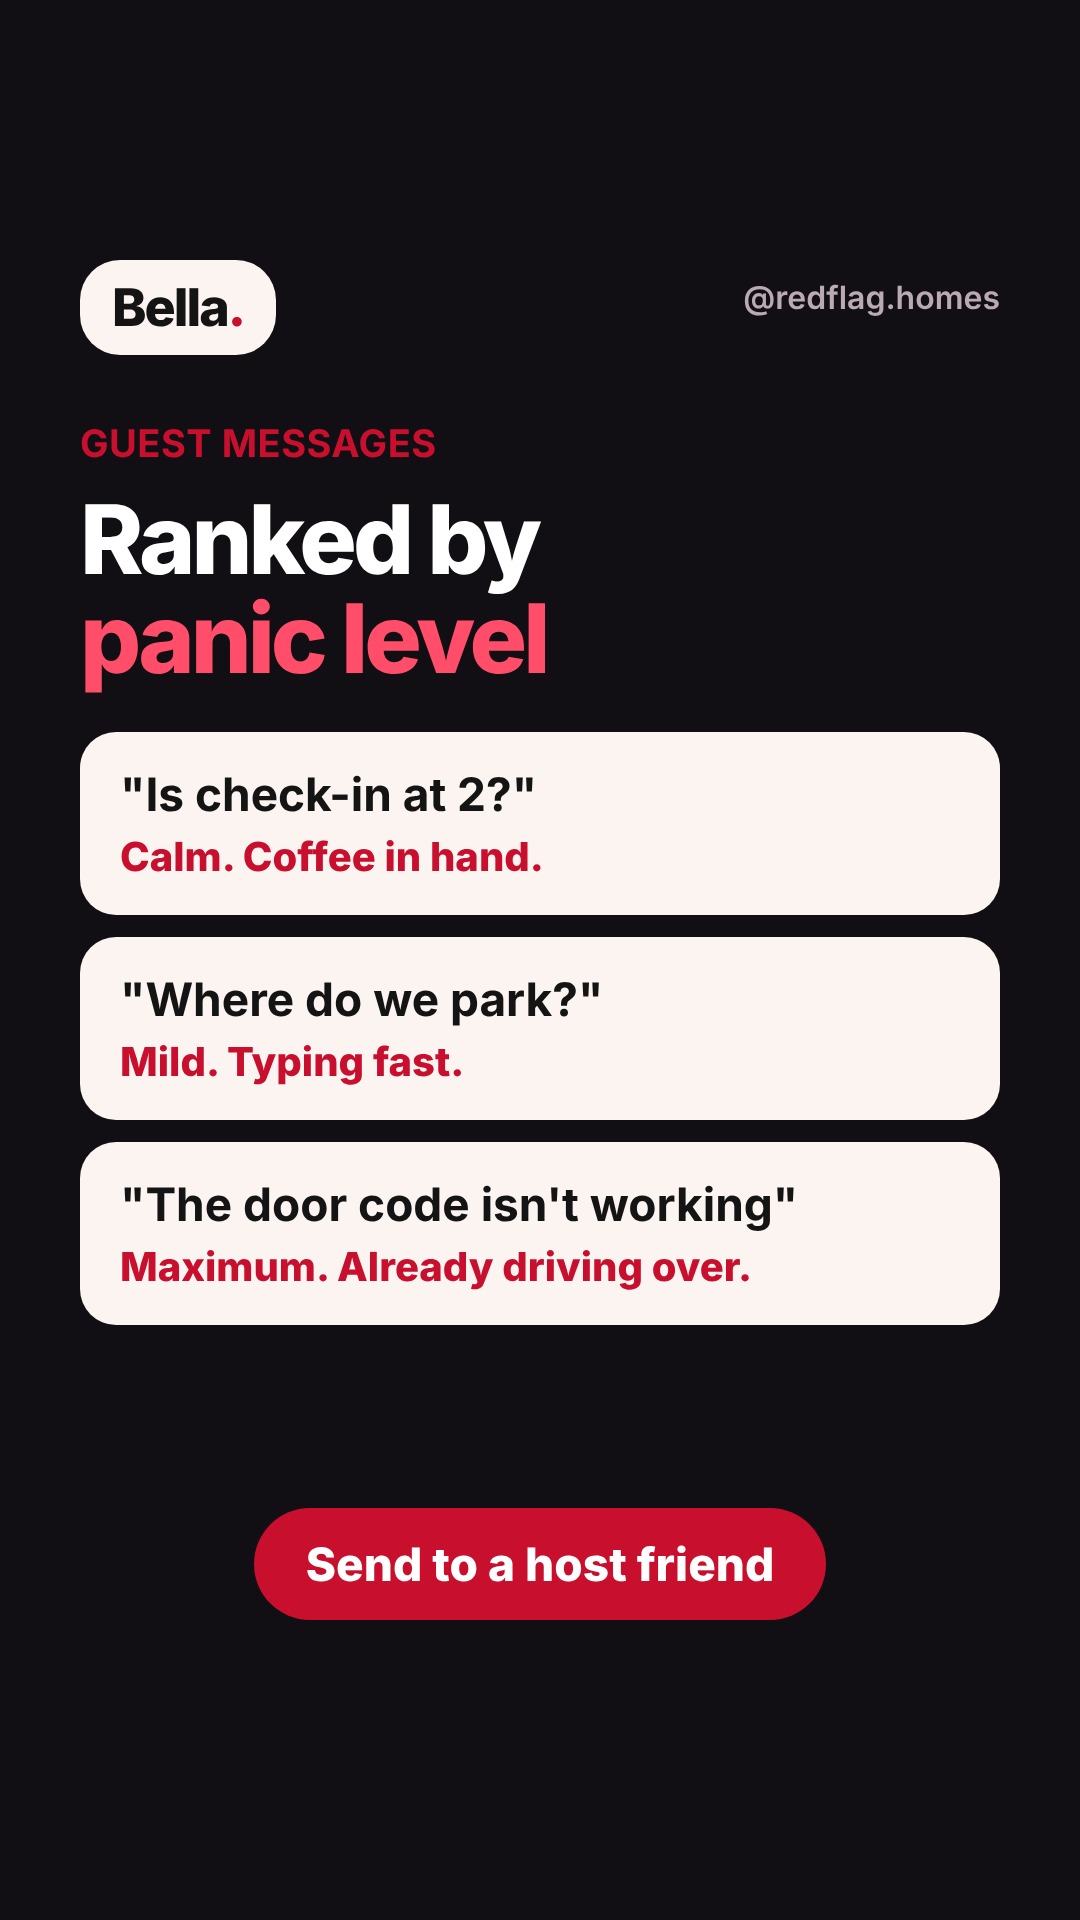 Bella.
@redflag.homes
GUEST MESSAGES
Ranked by
panic level
"Is check-in at 2?"
Calm. Coffee in hand.
"Where do we park?"
Mild. Typing fast.
"The door code isn't working"
Maximum. Already driving over.
Send to a host friend